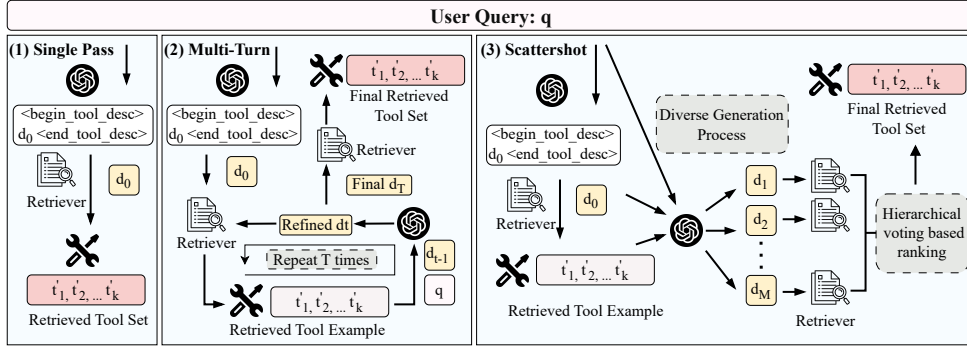 User Query: q
(1) Single Pass
<begin_tool_desc>
d0 <end_tool_desc>
d0
Retriever
t'1, t'2, ... t'k
Retrieved Tool Set
(2) Multi-Turn
<begin_tool_desc>
d0 <end_tool_desc>
d0
Retriever
t'1, t'2, ... t'k
Final Retrieved
Tool Set
Retriever
Final dT
Refined dt
Repeat T times
dt-1
q
t'1, t'2, ... t'k
Retrieved Tool Example
(3) Scattershot
<begin_tool_desc>
d0 <end_tool_desc>
d0
Retriever
t'1, t'2, ... t'k
Retrieved Tool Example
Diverse Generation
Process
d1
d2
dM
Retriever
Hierarchical
voting based
ranking
t'1, t'2, ... t'k
Final Retrieved
Tool Set